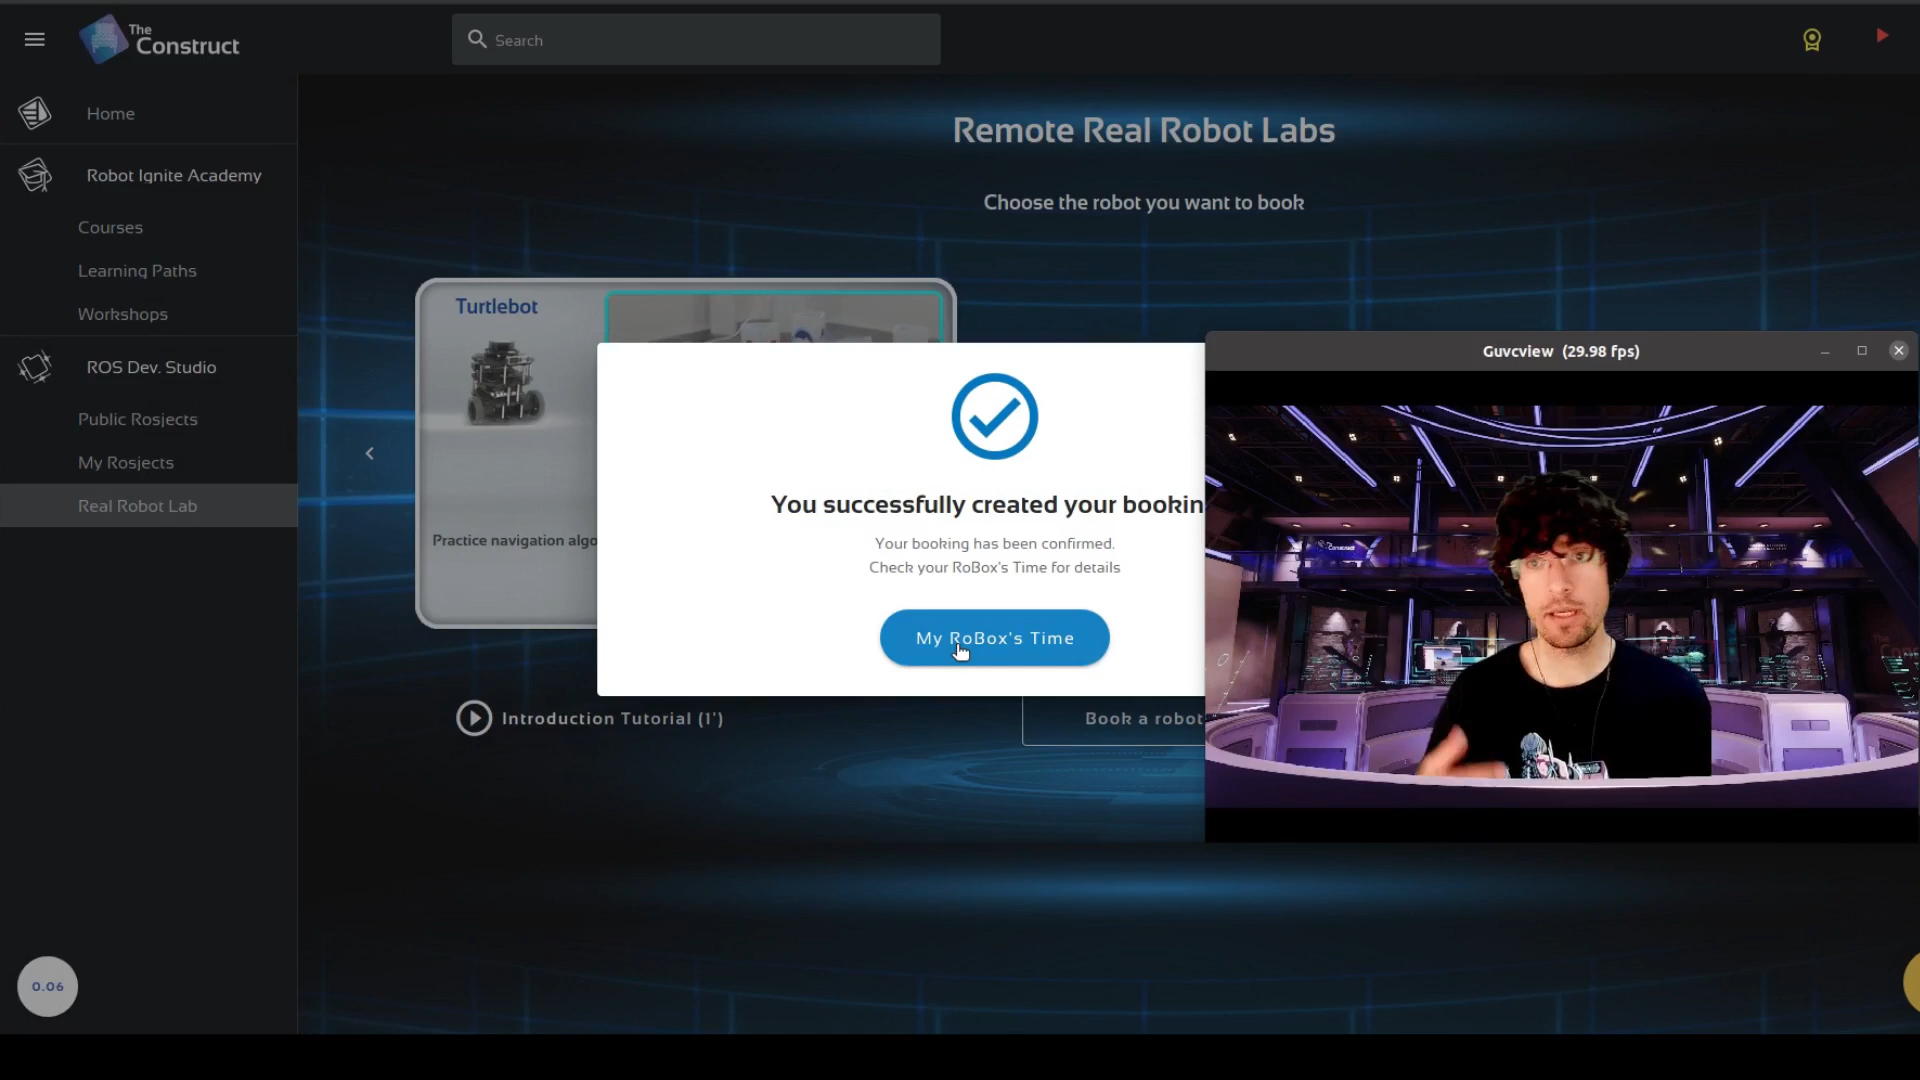 The
Construct
Search
Home
Robot Ignite Academy
Courses
Learning Paths
Workshops
ROS Dev. Studio
Public Rosjects
My Rosjects
Real Robot Lab
0.06
Remote Real Robot Labs
Choose the robot you want to book
Turtlebot
Practice navigation algo
You successfully created your bookin
Your booking has been confirmed.
Check your RoBox's Time for details
My RoBox's Time
Introduction Tutorial (1')
Book a robot
Guvcview (29.98 fps)
Construct